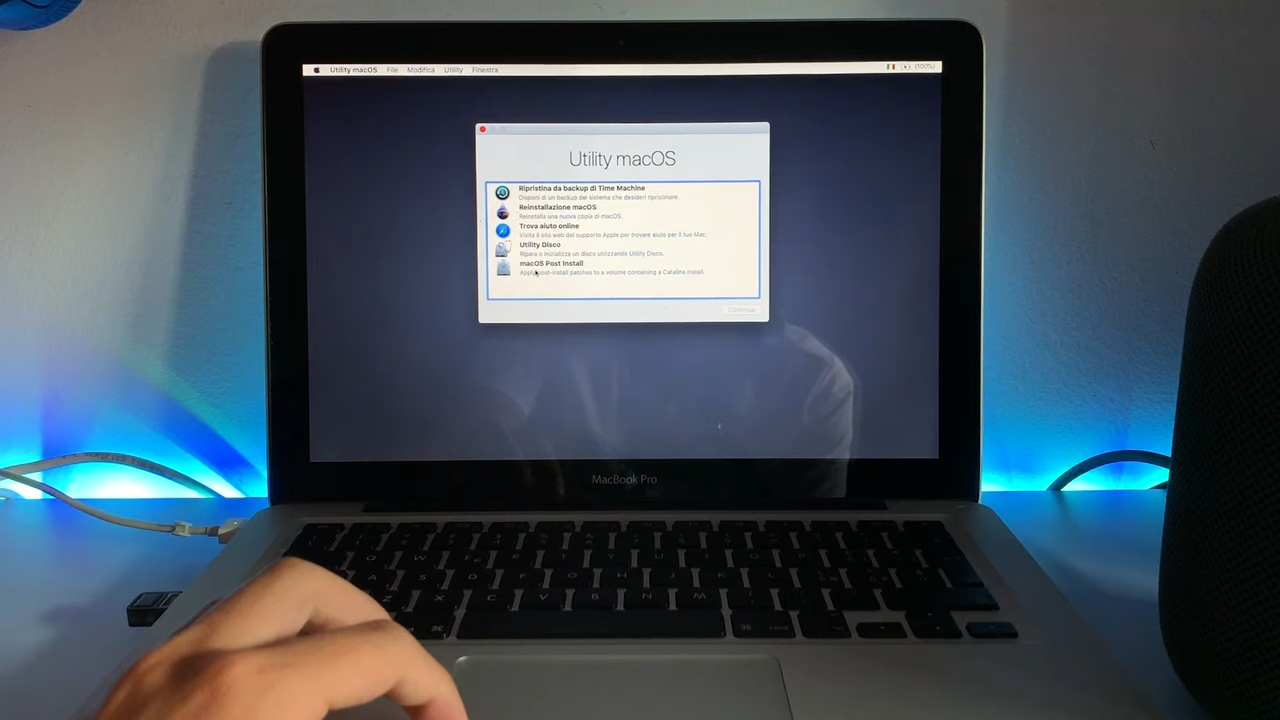 Utility macOS File Modifica Utility Finestra (100%)
Utility macOS
Ripristina da backup di Time Machine
Disponi di un backup del sistema che desideri ripristinare.
Reinstallazione macOS
Reinstalla una nuova copia di macOS.
Trova aiuto online
Visita il sito web del supporto Apple per trovare aiuto per il tuo Mac.
Utility Disco
Ripara o inizializza un disco utilizzando Utility Disco.
macOS Post Install
Apply post-install patches to a volume containing a Catalina install.
Continua
MacBook Pro
Q W U
A S D F G H J K L
Z X C V B N M
⌘ ⌘ cmd